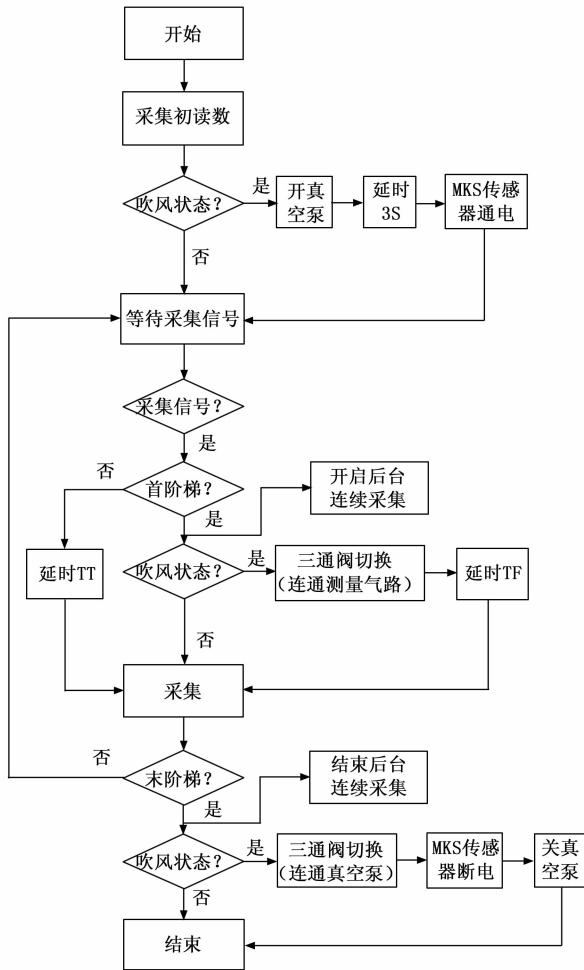 开始
采集初读数
吹风状态？
是
开真
空泵
延时
3S
MKS传感
器通电
否
等待采集信号
采集信号？
是
否
首阶梯？
是
开启后台
连续采集
延时TT
吹风状态？
是
三通阀切换
（连通测量气路）
延时TF
否
采集
否
末阶梯？
是
结束后台
连续采集
吹风状态？
是
三通阀切换
（连通真空泵）
MKS传感
器断电
关真
空泵
否
结束